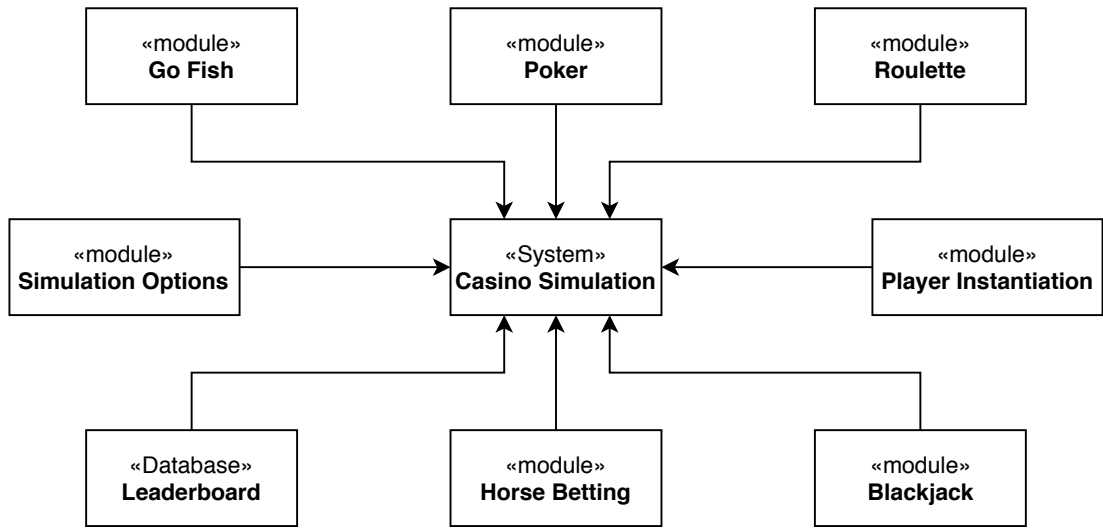 «module»
Go Fish
«module»
Poker
«module»
Roulette
«module»
Simulation Options
«System»
Casino Simulation
«module»
Player Instantiation
«Database»
Leaderboard
«module»
Horse Betting
«module»
Blackjack